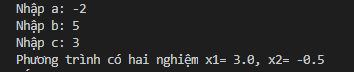 Nhập a: -2
Nhập b: 5
Nhập c: 3
Phương trình có hai nghiệm x1= 3.0, x2= -0.5